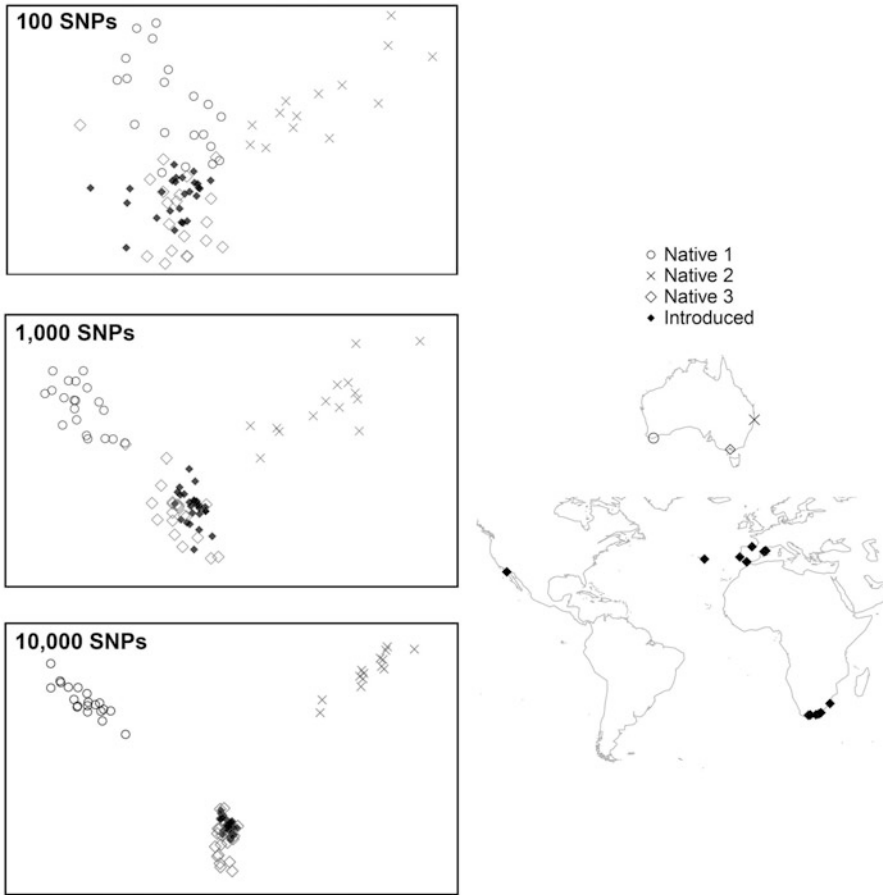 100 SNPs
1,000 SNPs
10,000 SNPs
Native 1
Native 2
Native 3
Introduced